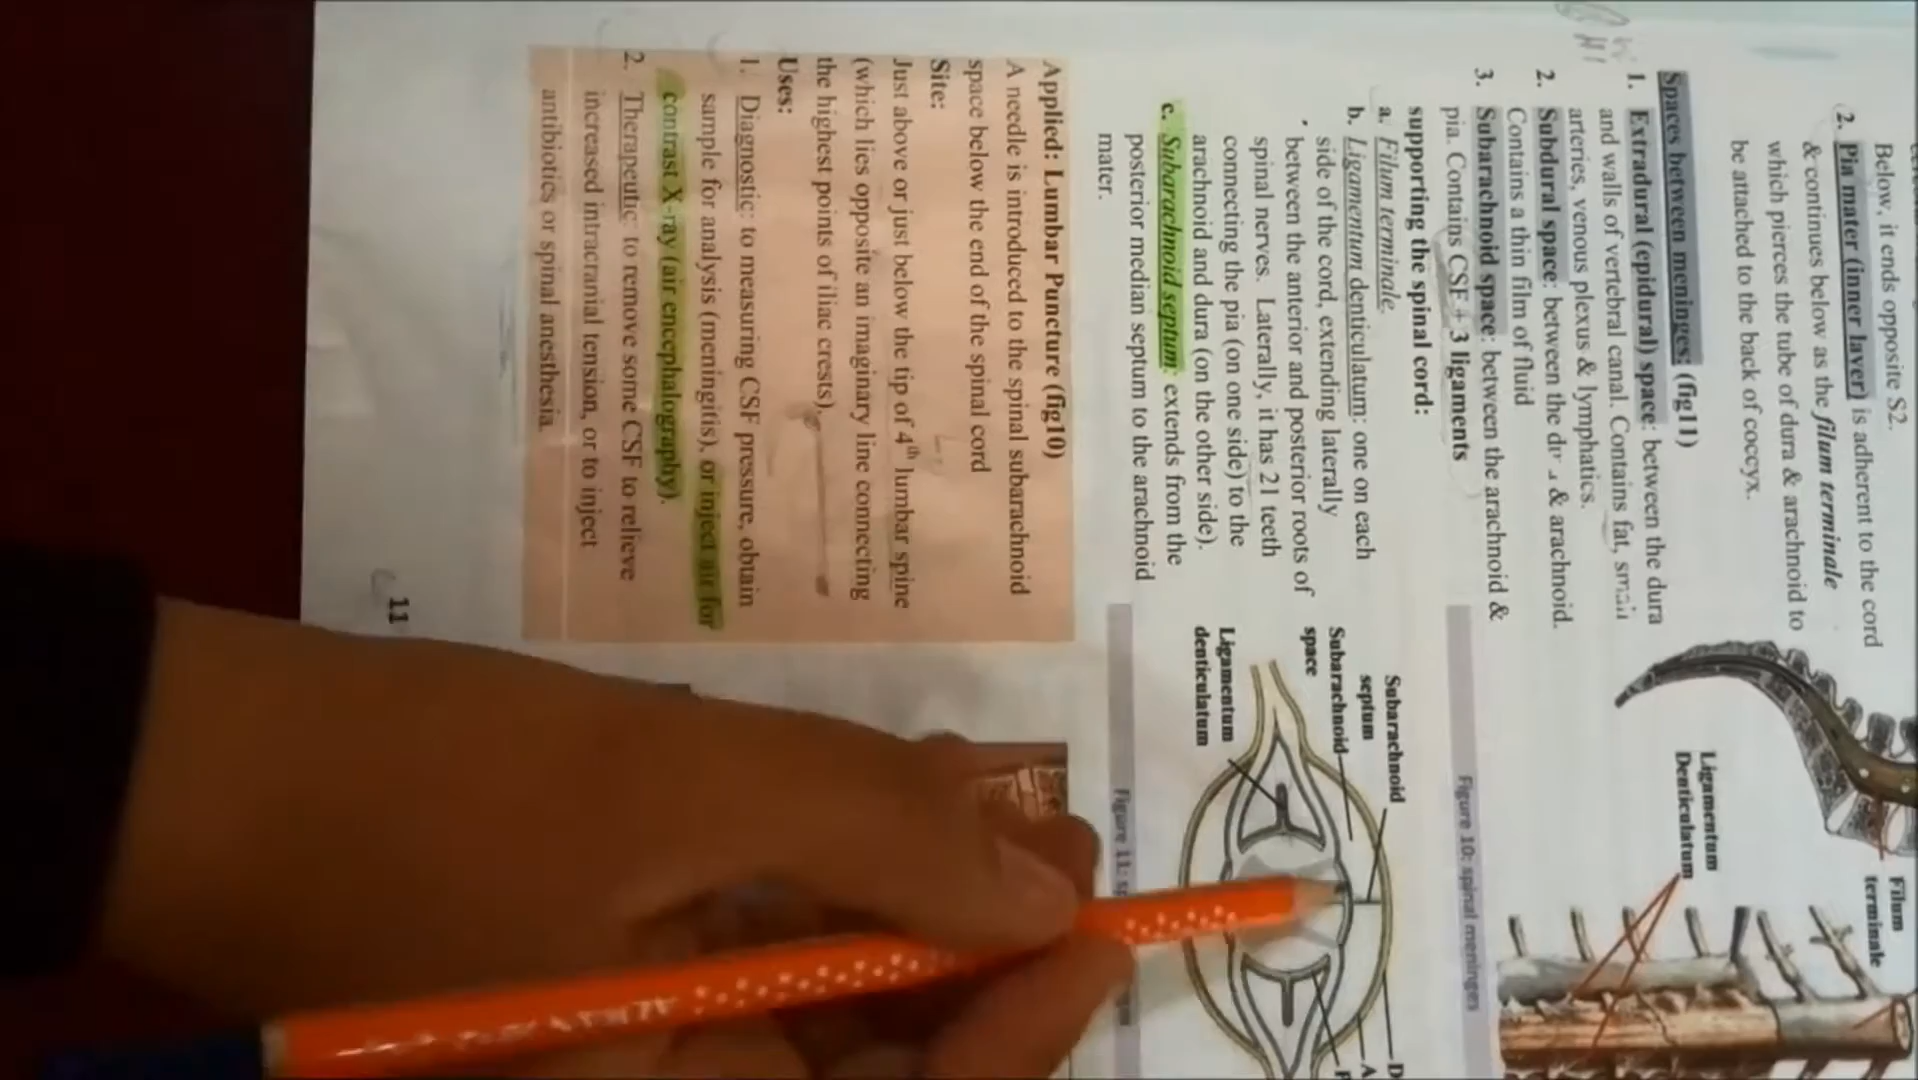 Below, it ends opposite S2.
2. Pia mater (inner layer) is adherent to the cord
& continues below as the filum terminale
which pierces the tube of dura & arachnoid to
be attached to the back of coccyx.
Spaces between menings: (fig11)
1. Extradural (epidural) space: between the dura
and walls of vertebral canal. Contains fat, small
arteries, venous plexus & lymphatics.
2. Subdural space: between the & arachnoid.
Contains a thin film of fluid
3. Subarachnoid space: between the arachnoid &
pia. Contains CSF + 3 ligaments
supporting the spinal cord:
a. Filum terminale.
b. Ligamentum denticulatum: one on each
side of the cord, extending laterally
between the anterior and posterior roots of
spinal nerves. Laterally, it has 21 teeth
connecting the pia (on one side) to the
arachnoid and dura (on the other side).
c. Subarachnoid septum: extends from the
posterior median septum to the arachnoid
mater.
Applied: Lumbar Puncture (fig10)
A needle is introduced to the spinal subarachnoid
space below the end of the spinal cord
Site:
Just above or just below the tip of 4th lumbar spine
(which lies opposite an imaginary line connecting
the highest points of iliac crests).
Uses:
1. Diagnostic: to measuring CSF pressure, obtain
sample for analysis (meningitis), or inject air for
contrast X-ray (air encephalography).
2. Therapeutic: to remove some CSF to relieve
increased intracranial tension, or to inject
antibiotics or spinal anesthesia.
11
Filum
terminale
Ligamentum
Denticulatum
Figure 10: spinal meninges
Subarachnoid
septum
Subarachnoid
space
Ligamentum
denticulatum
D
A
P
Figure 11: sp